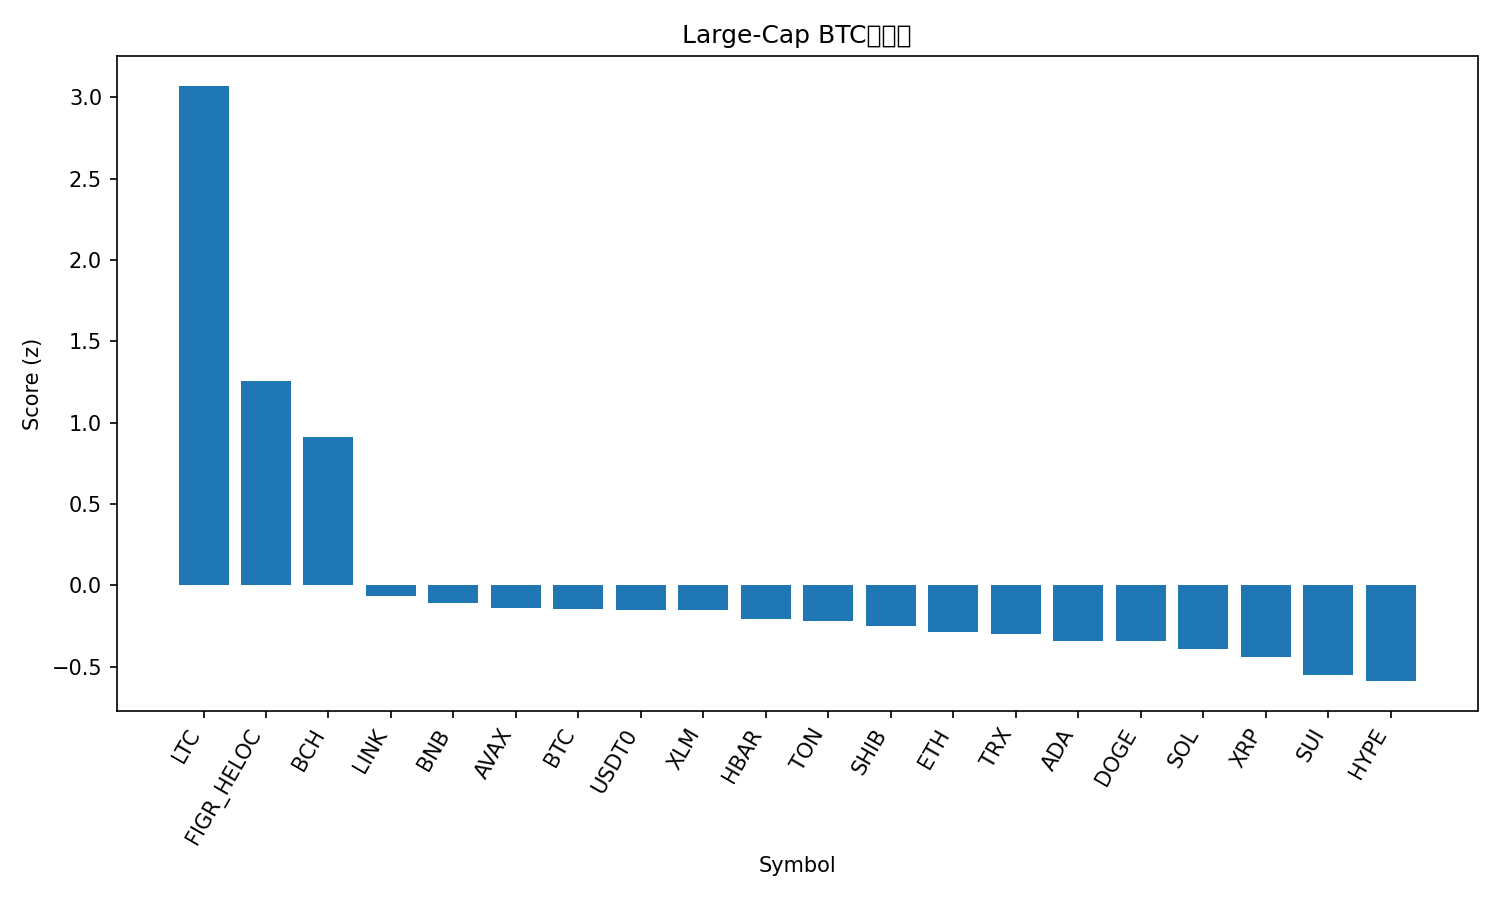 Large-Cap BTC
Score (z)
3.0
2.5
2.0
1.5
1.0
0.5
0.0
−0.5
LTC
FIGR_HELOC
BCH
LINK
BNB
AVAX
BTC
USDT0
XLM
HBAR
TON
SHIB
ETH
TRX
ADA
DOGE
SOL
XRP
SUI
HYPE
Symbol